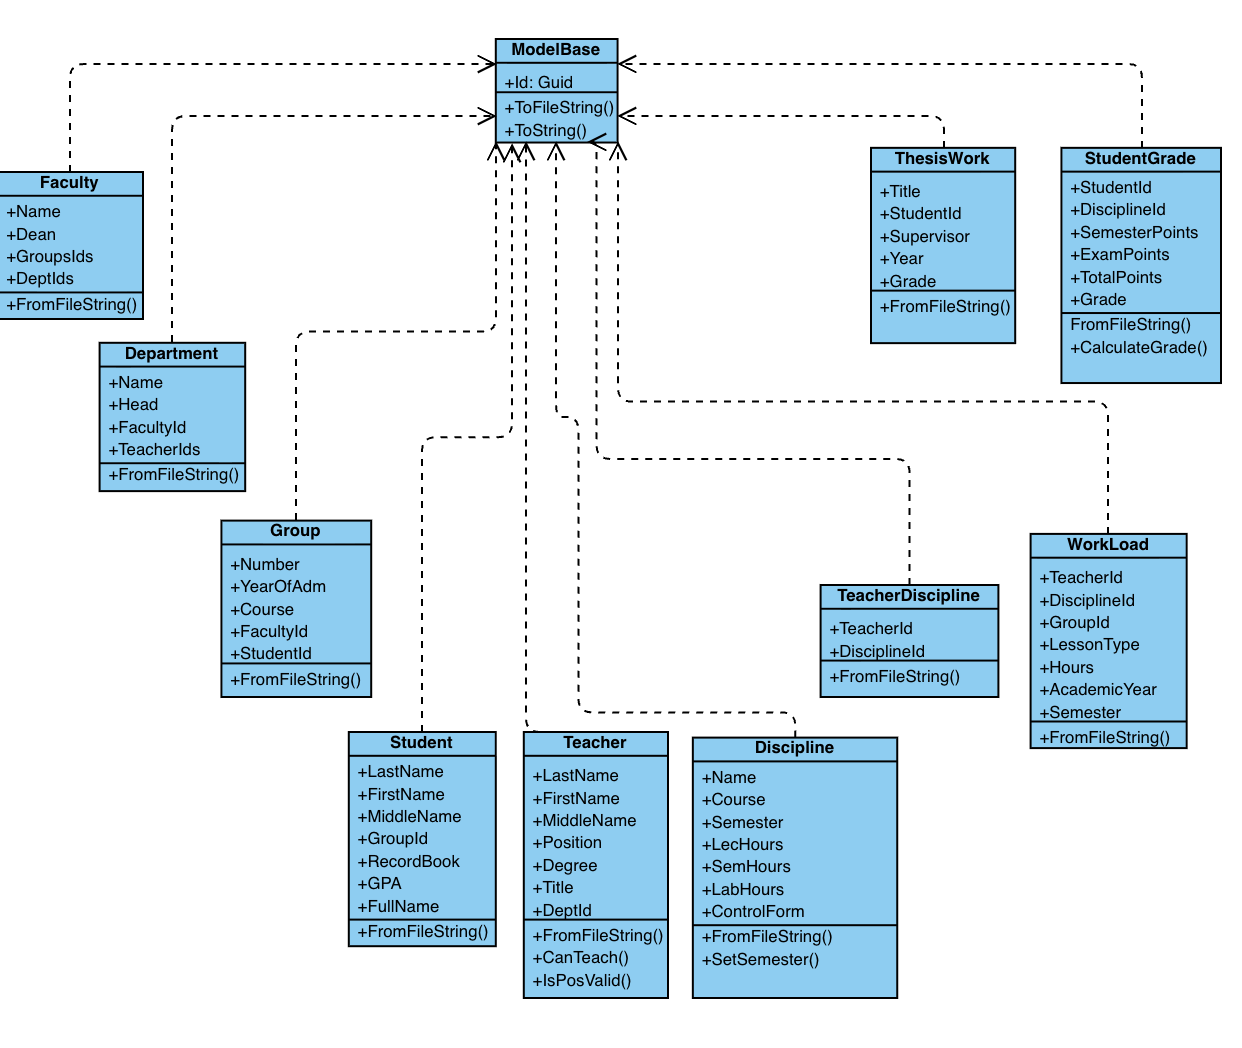 ModelBase
+Id: Guid
+ToFileString()
+ToString()
Faculty
+Name
+Dean
+GroupsIds
+DeptIds
+FromFileString()
ThesisWork
+Title
+StudentId
+Supervisor
+Year
+Grade
+FromFileString()
StudentGrade
+StudentId
+DisciplineId
+SemesterPoints
+ExamPoints
+TotalPoints
+Grade
FromFileString()
+CalculateGrade()
Department
+Name
+Head
+FacultyId
+TeacherIds
+FromFileString()
Group
+Number
+YearOfAdm
+Course
+FacultyId
+StudentId
+FromFileString()
TeacherDiscipline
+TeacherId
+DisciplineId
+FromFileString()
WorkLoad
+TeacherId
+DisciplineId
+GroupId
+LessonType
+Hours
+AcademicYear
+Semester
+FromFileString()
Student
+LastName
+FirstName
+MiddleName
+GroupId
+RecordBook
+GPA
+FullName
+FromFileString()
Teacher
+LastName
+FirstName
+MiddleName
+Position
+Degree
+Title
+DeptId
+FromFileString()
+CanTeach()
+IsPosValid()
Discipline
+Name
+Course
+Semester
+LecHours
+SemHours
+LabHours
+ControlForm
+FromFileString()
+SetSemester()